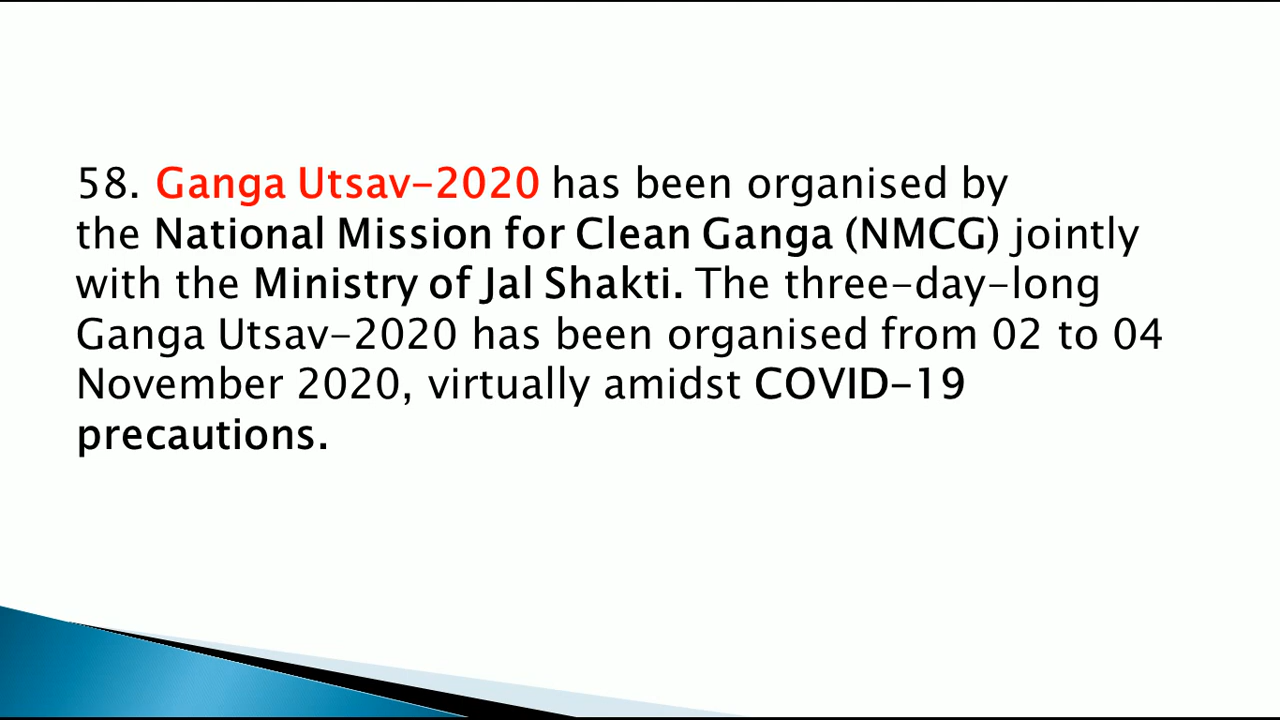 58. Ganga Utsav-2020 has been organised by
the National Mission for Clean Ganga (NMCG) jointly
with the Ministry of Jal Shakti. The three-day-long
Ganga Utsav-2020 has been organised from 02 to 04
November 2020, virtually amidst COVID-19
precautions.